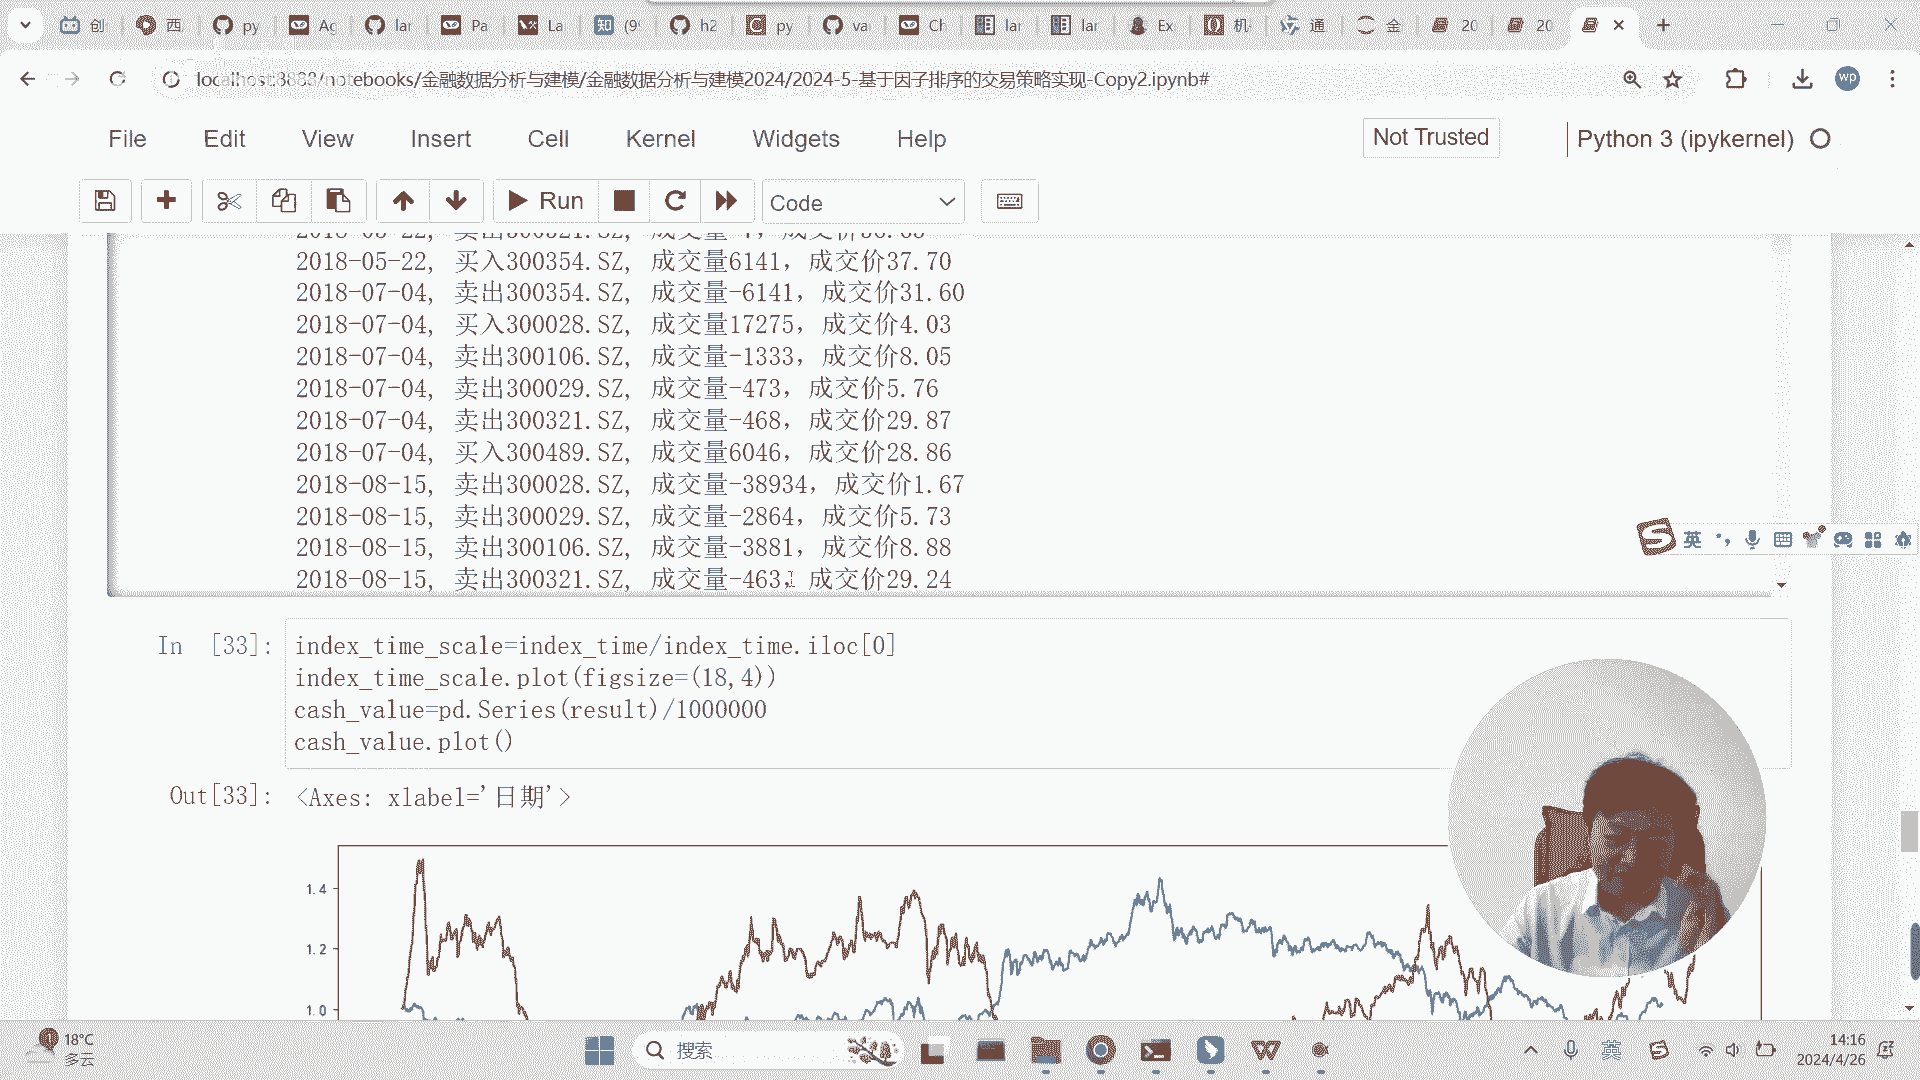 创
西
py
Ag
lar
Pa
La
(9
h2
py
va
Ch
lar
lar
Ex
机
通
金
20
20
localhost:8888/notebooks/金融数据分析与建模/金融数据分析与建模2024/2024-5-基于因子排序的交易策略实现-Copy2.ipynb#
wp
File Edit View Insert Cell Kernel Widgets Help
Not Trusted
Python 3 (ipykernel)
Run
Code
2018-05-22, 买入300354.SZ, 成交量6141，成交价37.70
2018-07-04, 卖出300354.SZ, 成交量-6141，成交价31.60
2018-07-04, 买入300028.SZ, 成交量17275，成交价4.03
2018-07-04, 卖出300106.SZ, 成交量-1333，成交价8.05
2018-07-04, 卖出300029.SZ, 成交量-473，成交价5.76
2018-07-04, 卖出300321.SZ, 成交量-468，成交价29.87
2018-07-04, 买入300489.SZ, 成交量6046，成交价28.86
2018-08-15, 卖出300028.SZ, 成交量-38934，成交价1.67
2018-08-15, 卖出300029.SZ, 成交量-2864，成交价5.73
2018-08-15, 卖出300106.SZ, 成交量-3881，成交价8.88
2018-08-15, 卖出300321.SZ, 成交量-463，成交价29.24
英
In [33]:
index_time_scale=index_time/index_time.iloc[0]
index_time_scale.plot(figsize=(18,4))
cash_value=pd.Series(result)/1000000
cash_value.plot()
Out[33]: <Axes: xlabel='日期'>
1.4
1.2
1.0
18°C
多云
搜索
英
14:16
2024/4/26